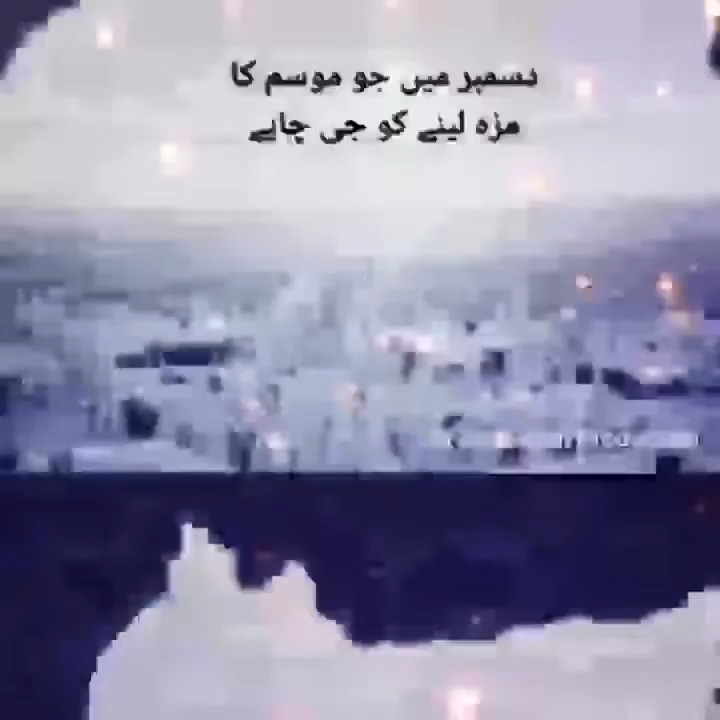 دسمبر میں جو موسم کا
مزہ لینے کو جی چاہے